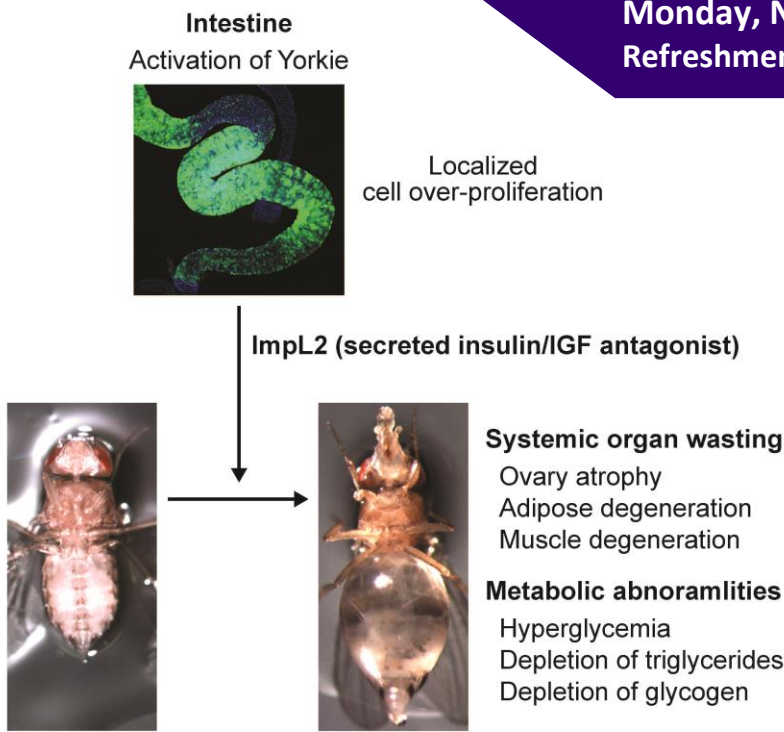 Monday, N
Refreshmen
Intestine
Activation of Yorkie
Localized
cell over-proliferation
ImpL2 (secreted insulin/IGF antagonist)
Systemic organ wasting
Ovary atrophy
Adipose degeneration
Muscle degeneration
Metabolic abnoramlities
Hyperglycemia
Depletion of triglycerides
Depletion of glycogen